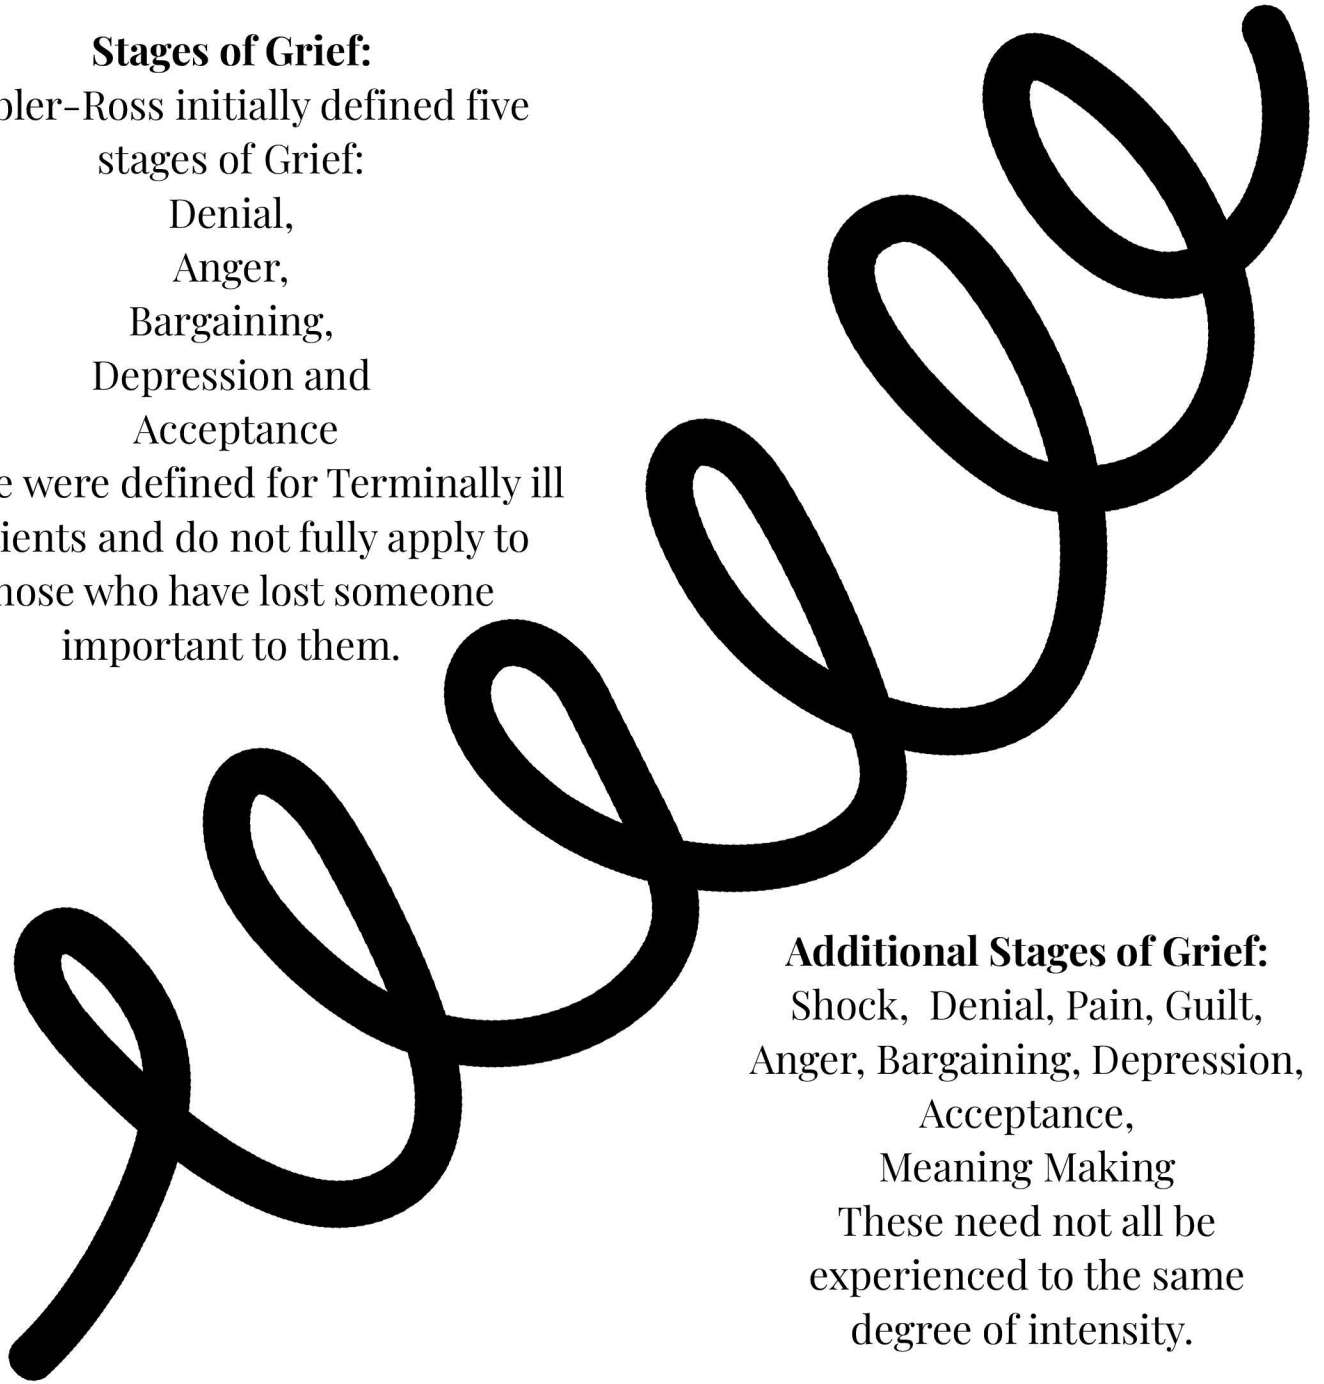 Stages of Grief:
bler-Ross initially defined five
stages of Grief:
Denial,
Anger,
Bargaining,
Depression and
Acceptance
e were defined for Terminally ill
ients and do not fully apply to
hose who have lost someone
important to them.
Additional Stages of Grief:
Shock, Denial, Pain, Guilt,
Anger, Bargaining, Depression,
Acceptance,
Meaning Making
These need not all be
experienced to the same
degree of intensity.